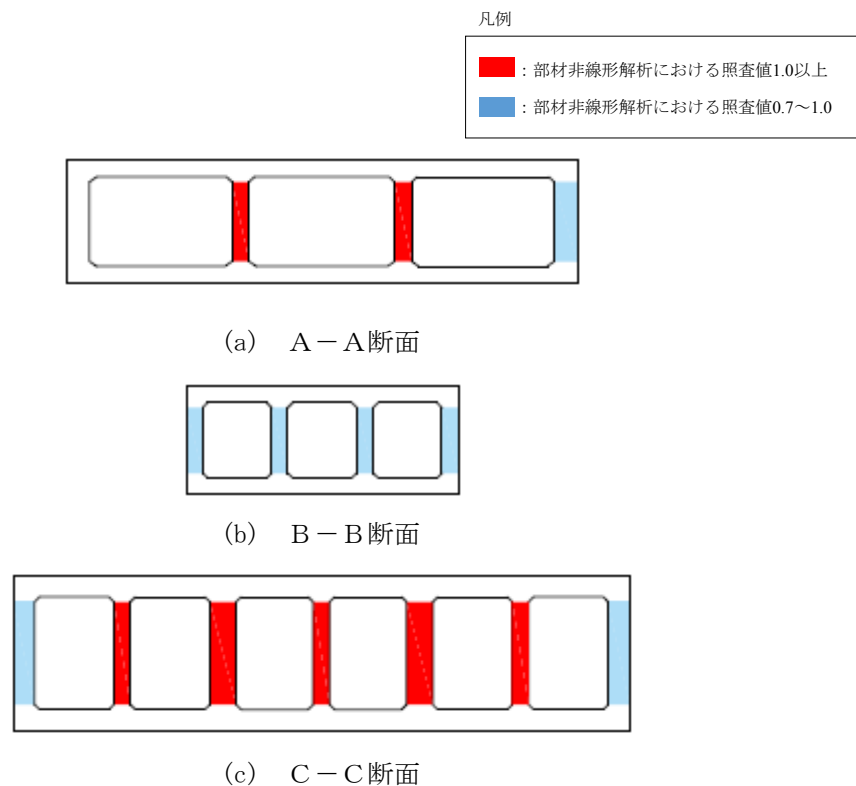 凡例
：部材非線形解析における照査値1.0以上
：部材非線形解析における照査値0.7～1.0
(a)　A－A断面
(b)　B－B断面
(c)　C－C断面